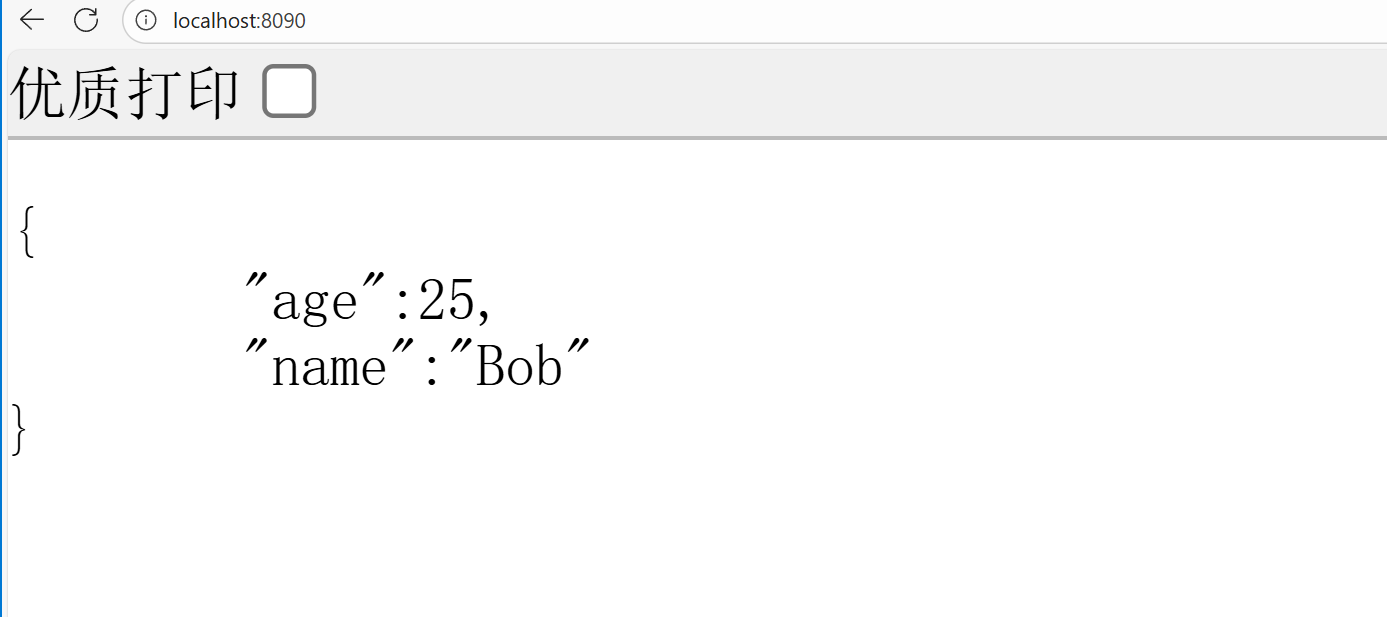 localhost:8090
优质打印
{
"age":25,
"name":"Bob"
}